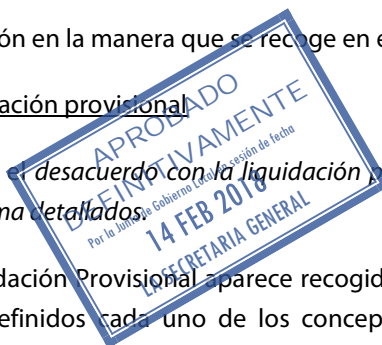 ón en la manera que se recoge en e
ación provisional
el desacuerdo con la liquidación p
ma detallados.
dación Provisional aparece recogid
efinidos cada uno de los concep
APROBADO
DEFINITIVAMENTE
Por la Junta de Gobierno Local en sesión de fecha
14 FEB 2018
LA SECRETARIA GENERAL